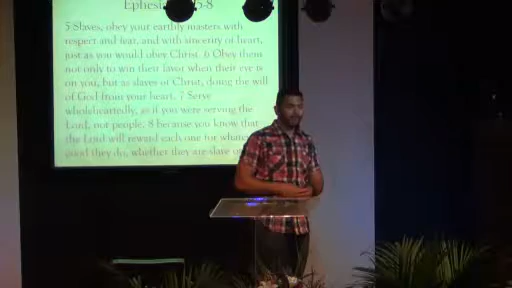 Ephesia 5-8
5 Slaves, obey your earthly masters with
respect and fear, and with sincerity of heart,
just as you would obey Christ. 6 Obey them
not only to win their favor when their eye is
on you, but as slaves of Christ, doing the will
of God from your heart. 7 Serve
wholeheartedly, as if you were serving the
Lord, not people, 8 because you know that
the Lord will reward each one for whate
good they do, whether they are slave o